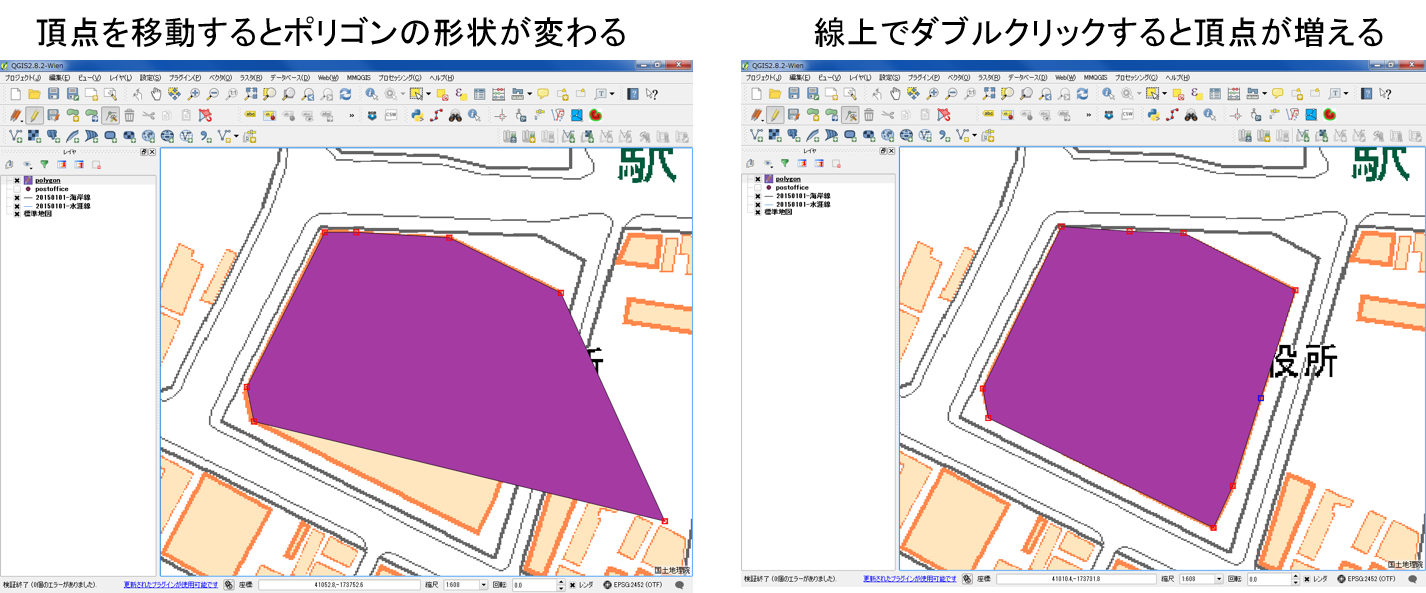 頂点を移動するとポリゴンの形状が変わる
QGIS2.8.2-Wien
プロジェクト(J) 編集(E) ビュー(V) レイヤ(L) 設定(S) プラグイン(P) ベクタ(O) ラスタ(R) データベース(D) Web(W) MMQGIS プロセッシング(C) ヘルプ(H)
CSW
レイヤ
polygon
postoffice
20150101-海岸線
20150101-水涯線
標準地図
駅
所
国土地理院
検証終了 (0個のエラーがありました). 更新されたプラグインが使用可能です 座標 41052.8,-173752.6 縮尺 1:608 回転 0.0 レンダ EPSG:2452 (OTF)
線上でダブルクリックすると頂点が増える
QGIS2.8.2-Wien
プロジェクト(J) 編集(E) ビュー(V) レイヤ(L) 設定(S) プラグイン(P) ベクタ(O) ラスタ(R) データベース(D) Web(W) MMQGIS プロセッシング(C) ヘルプ(H)
CSW
レイヤ
polygon
postoffice
20150101-海岸線
20150101-水涯線
標準地図
駅
役所
国土地理院
検証終了 (0個のエラーがありました). 更新されたプラグインが使用可能です 座標 41010.4,-173731.8 縮尺 1:608 回転 0.0 レンダ EPSG:2452 (OTF)